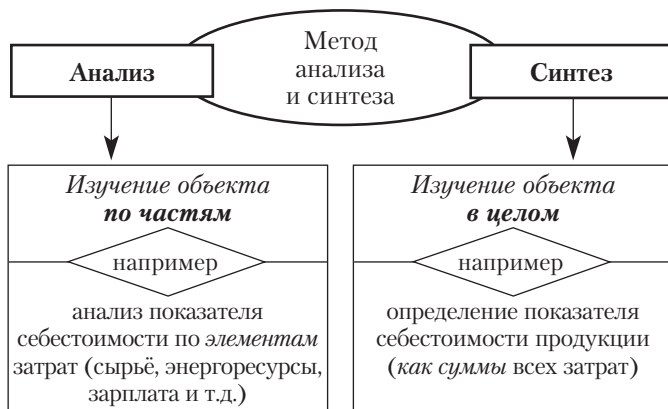 Метод
анализа
и синтеза
Анализ
Синтез
Изучение объекта
по частям
например
анализ показателя
себестоимости по элементам
затрат (сырьё, энергоресурсы,
зарплата и т.д.)
Изучение объекта
в целом
например
определение показателя
себестоимости продукции
(как суммы всех затрат)